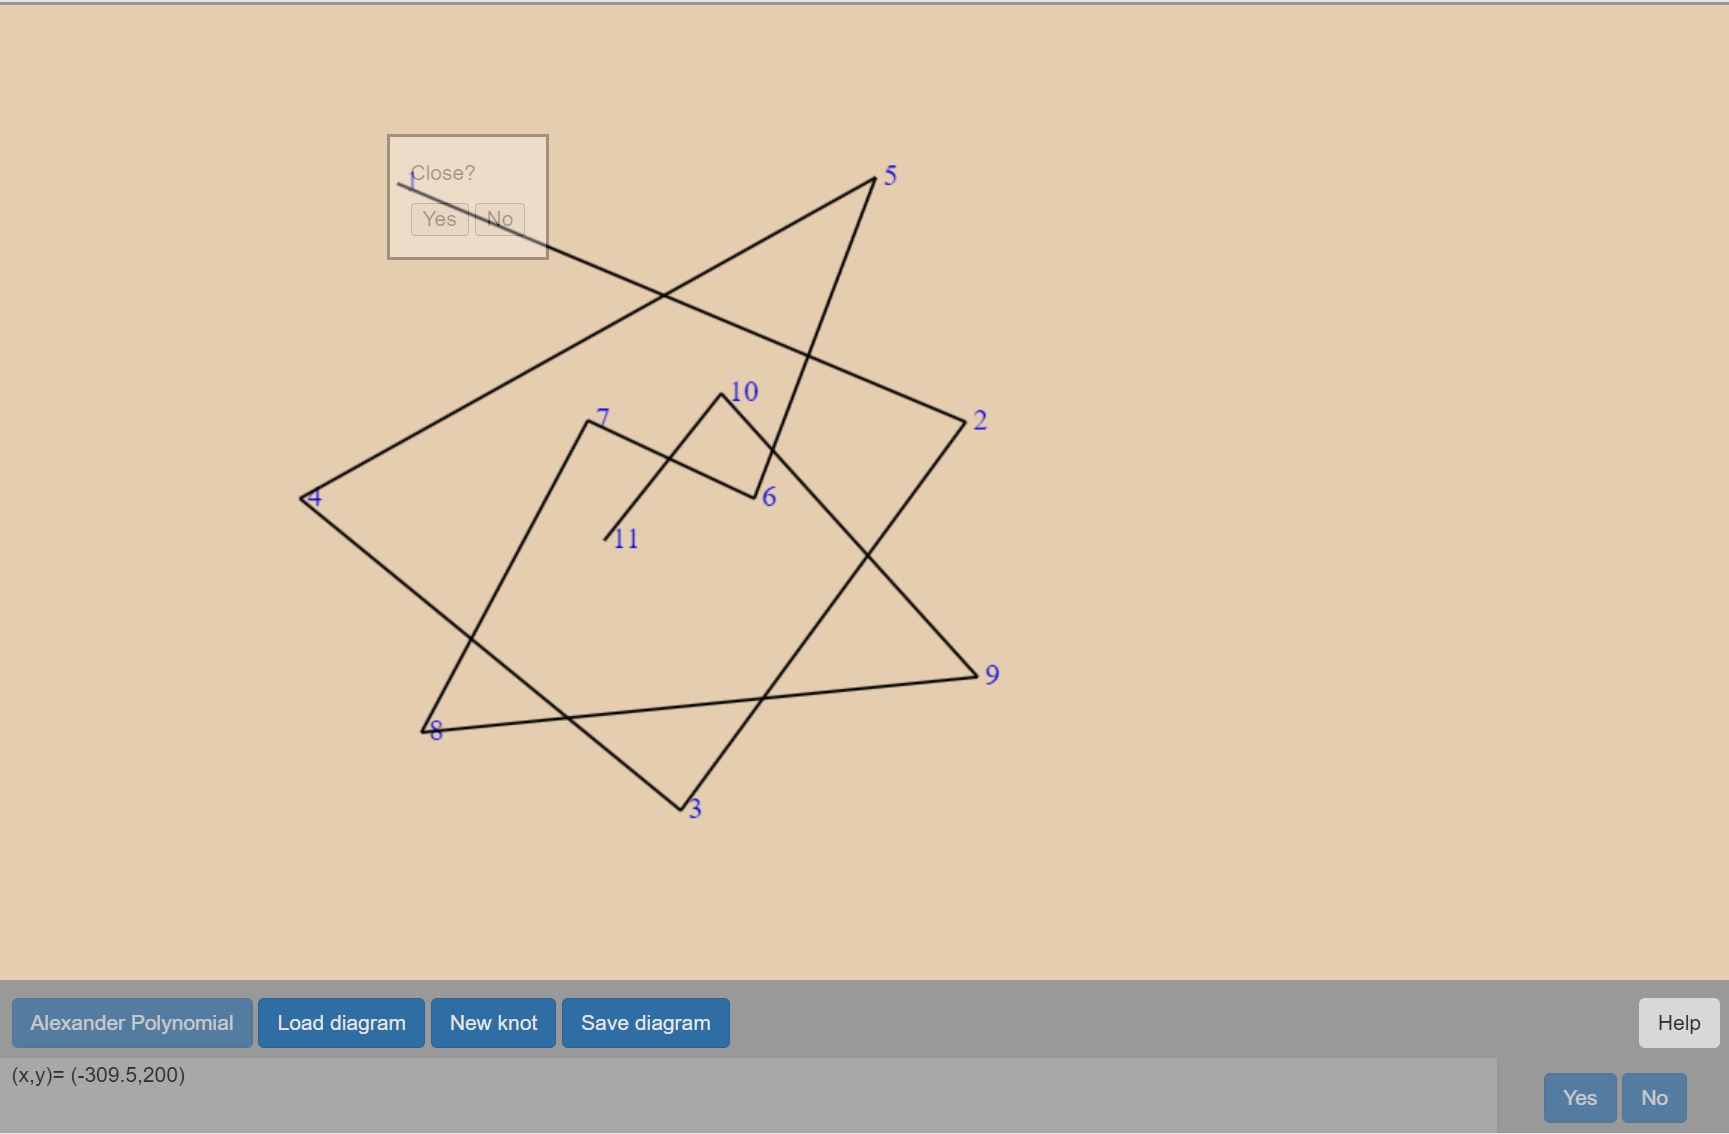 Close?
1
Yes No
5
10
7
2
4
6
11
9
8
3
Alexander Polynomial Load diagram New knot Save diagram Help
(x,y)= (-309.5,200)
Yes No